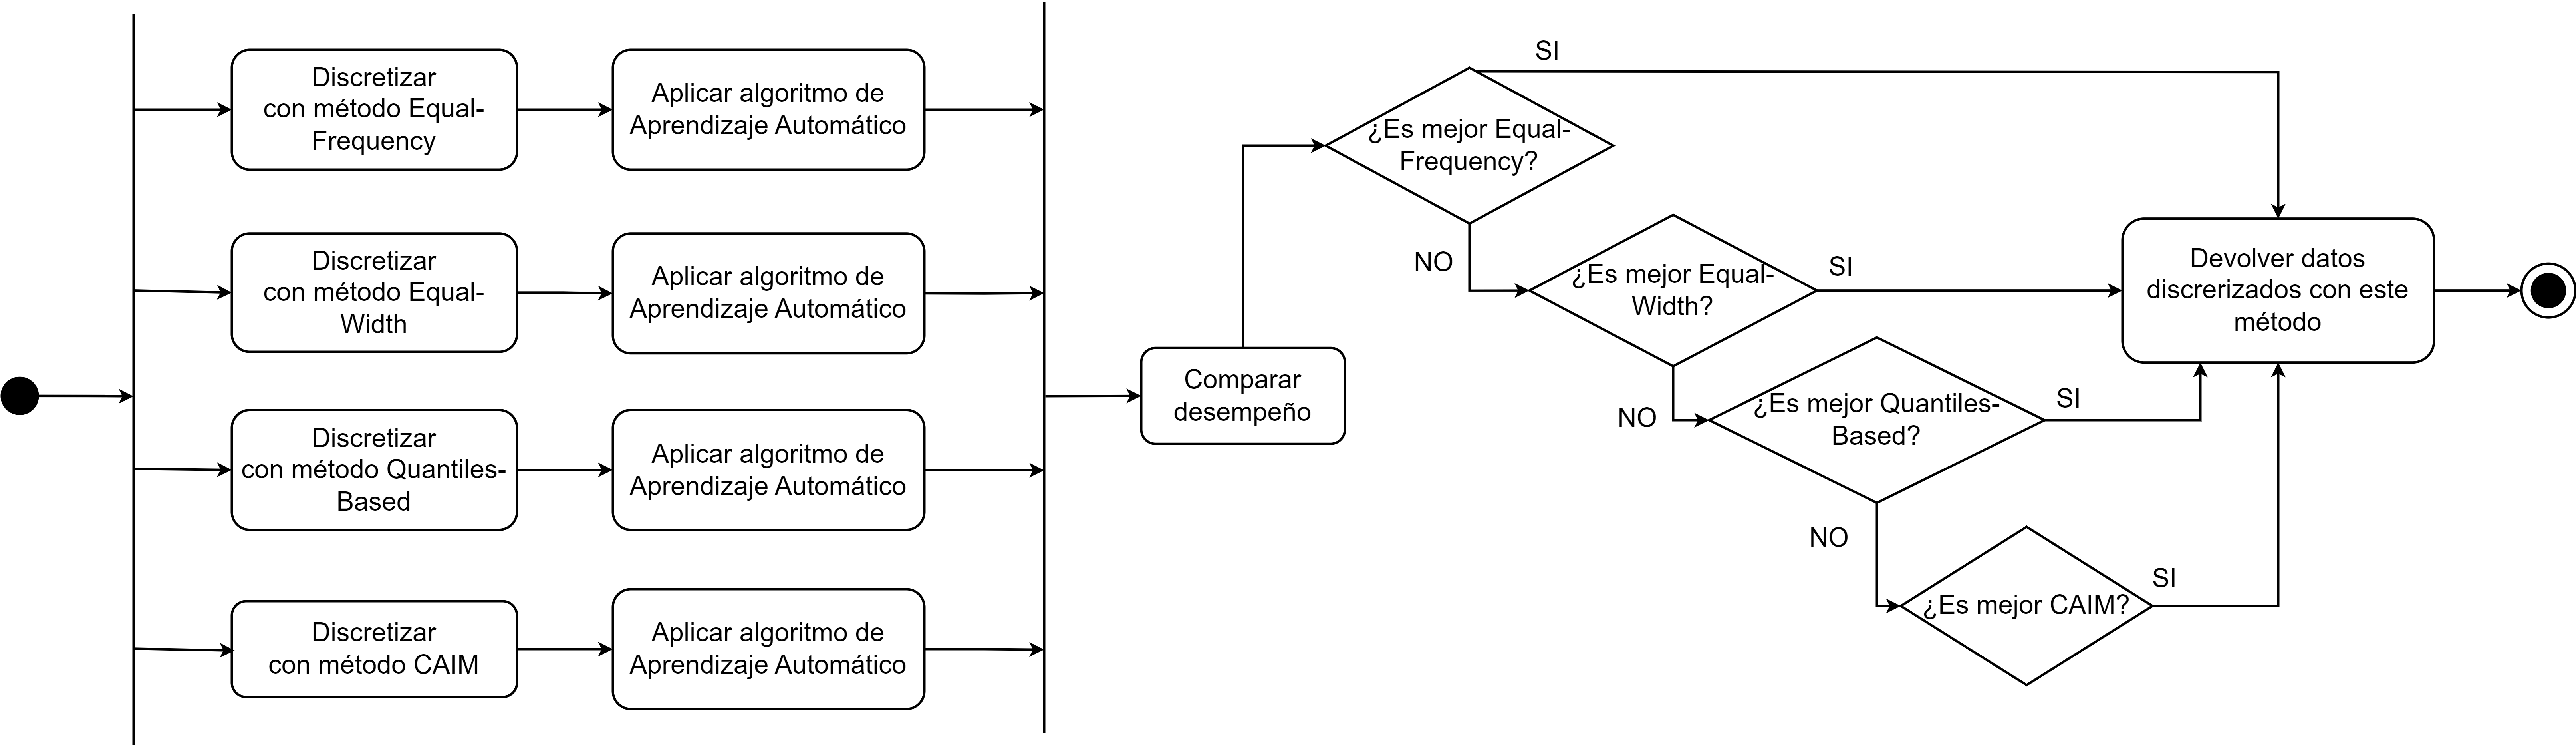 Discretizar
con método Equal-
Frequency
Aplicar algoritmo de
Aprendizaje Automático
Discretizar
con método Equal-
Width
Aplicar algoritmo de
Aprendizaje Automático
Discretizar
con método Quantiles-
Based
Aplicar algoritmo de
Aprendizaje Automático
Discretizar
con método CAIM
Aplicar algoritmo de
Aprendizaje Automático
Comparar
desempeño
¿Es mejor Equal-
Frequency?
SI
NO
¿Es mejor Equal-
Width?
SI
NO
¿Es mejor Quantiles-
Based?
SI
NO
¿Es mejor CAIM?
SI
Devolver datos
discrerizados con este
método